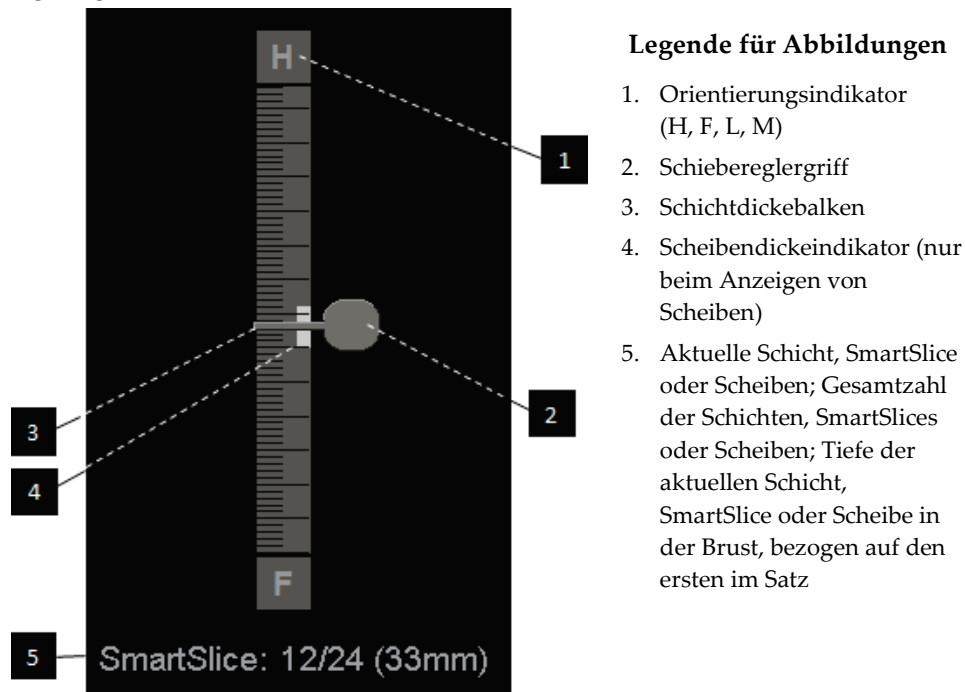 H
1
2
3
4
F
5
SmartSlice: 12/24 (33mm)
Legende für Abbildungen
1. Orientierungsindikator
(H, F, L, M)
2. Schiebereglergriff
3. Schichtdickebalken
4. Scheibendickeindikator (nur
beim Anzeigen von
Scheiben)
5. Aktuelle Schicht, SmartSlice
oder Scheiben; Gesamtzahl
der Schichten, SmartSlices
oder Scheiben; Tiefe der
aktuellen Schicht,
SmartSlice oder Scheibe in
der Brust, bezogen auf den
ersten im Satz